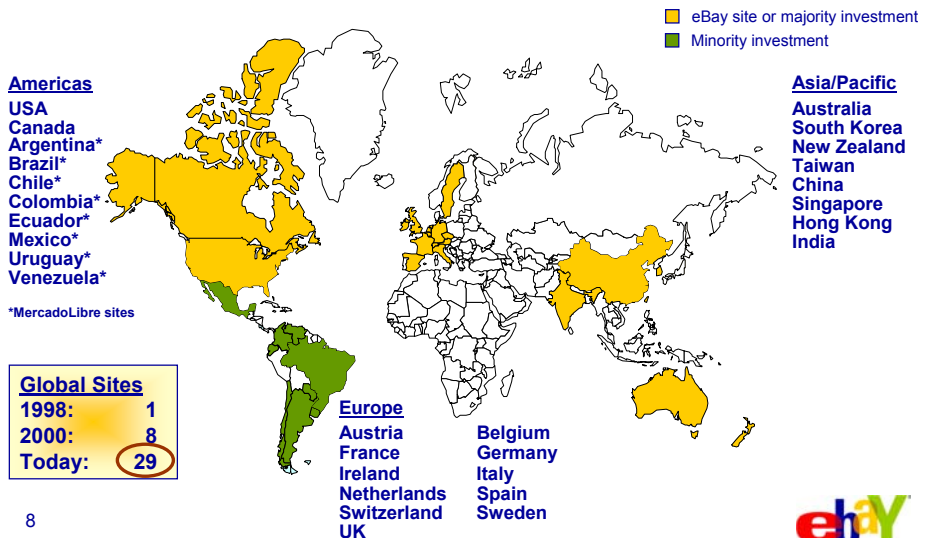 eBay site or majority investment
Minority investment
Americas
USA
Canada
Argentina*
Brazil*
Chile*
Colombia*
Ecuador*
Mexico*
Uruguay*
Venezuela*
*MercadoLibre sites
Asia/Pacific
Australia
South Korea
New Zealand
Taiwan
China
Singapore
Hong Kong
India
Global Sites
1998: 1
2000: 8
Today: 29
Europe
Austria Belgium
France Germany
Ireland Italy
Netherlands Spain
Switzerland Sweden
UK
8
ebaY